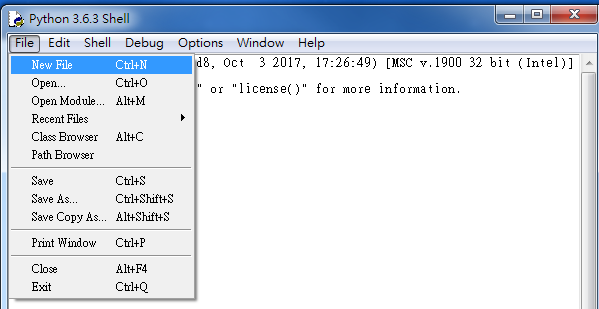 Python 3.6.3 Shell
File Edit Shell Debug Options Window Help
New File Ctrl+N
Open... Ctrl+O
Open Module... Alt+M
Recent Files
Class Browser Alt+C
Path Browser
Save Ctrl+S
Save As... Ctrl+Shift+S
Save Copy As... Alt+Shift+S
Print Window Ctrl+P
Close Alt+F4
Exit Ctrl+Q
d8, Oct 3 2017, 17:26:49) [MSC v.1900 32 bit (Intel)]
" or "license()" for more information.